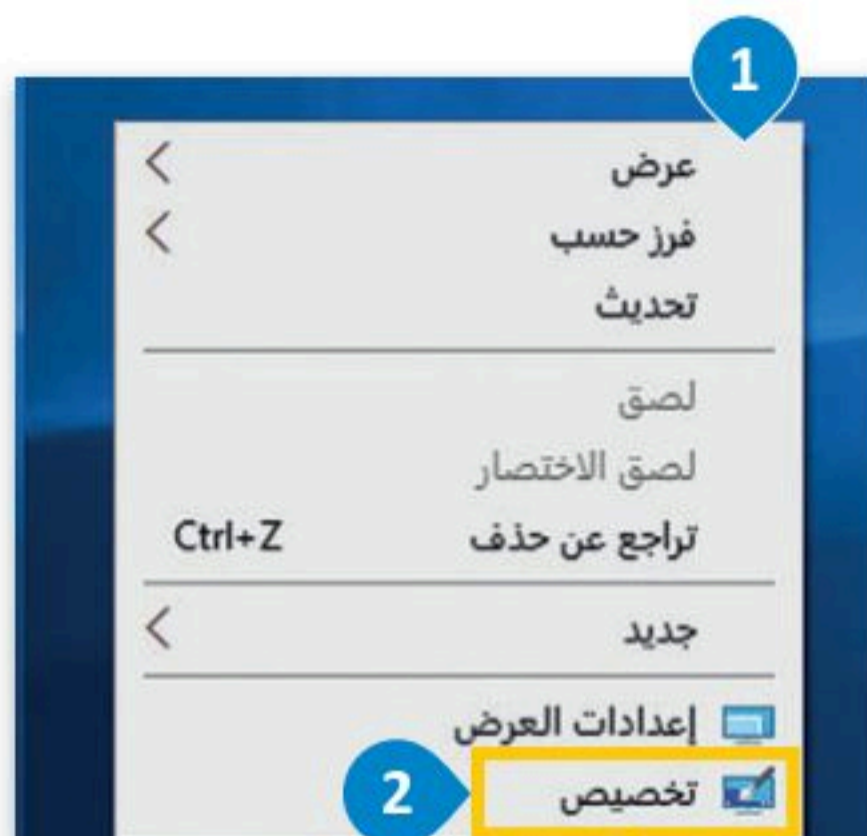 1
عرض
فرز حسب
تحديث
لصق
لصق الاختصار
تراجع عن حذف Ctrl+Z
جديد
إعدادات العرض
تخصيص 2